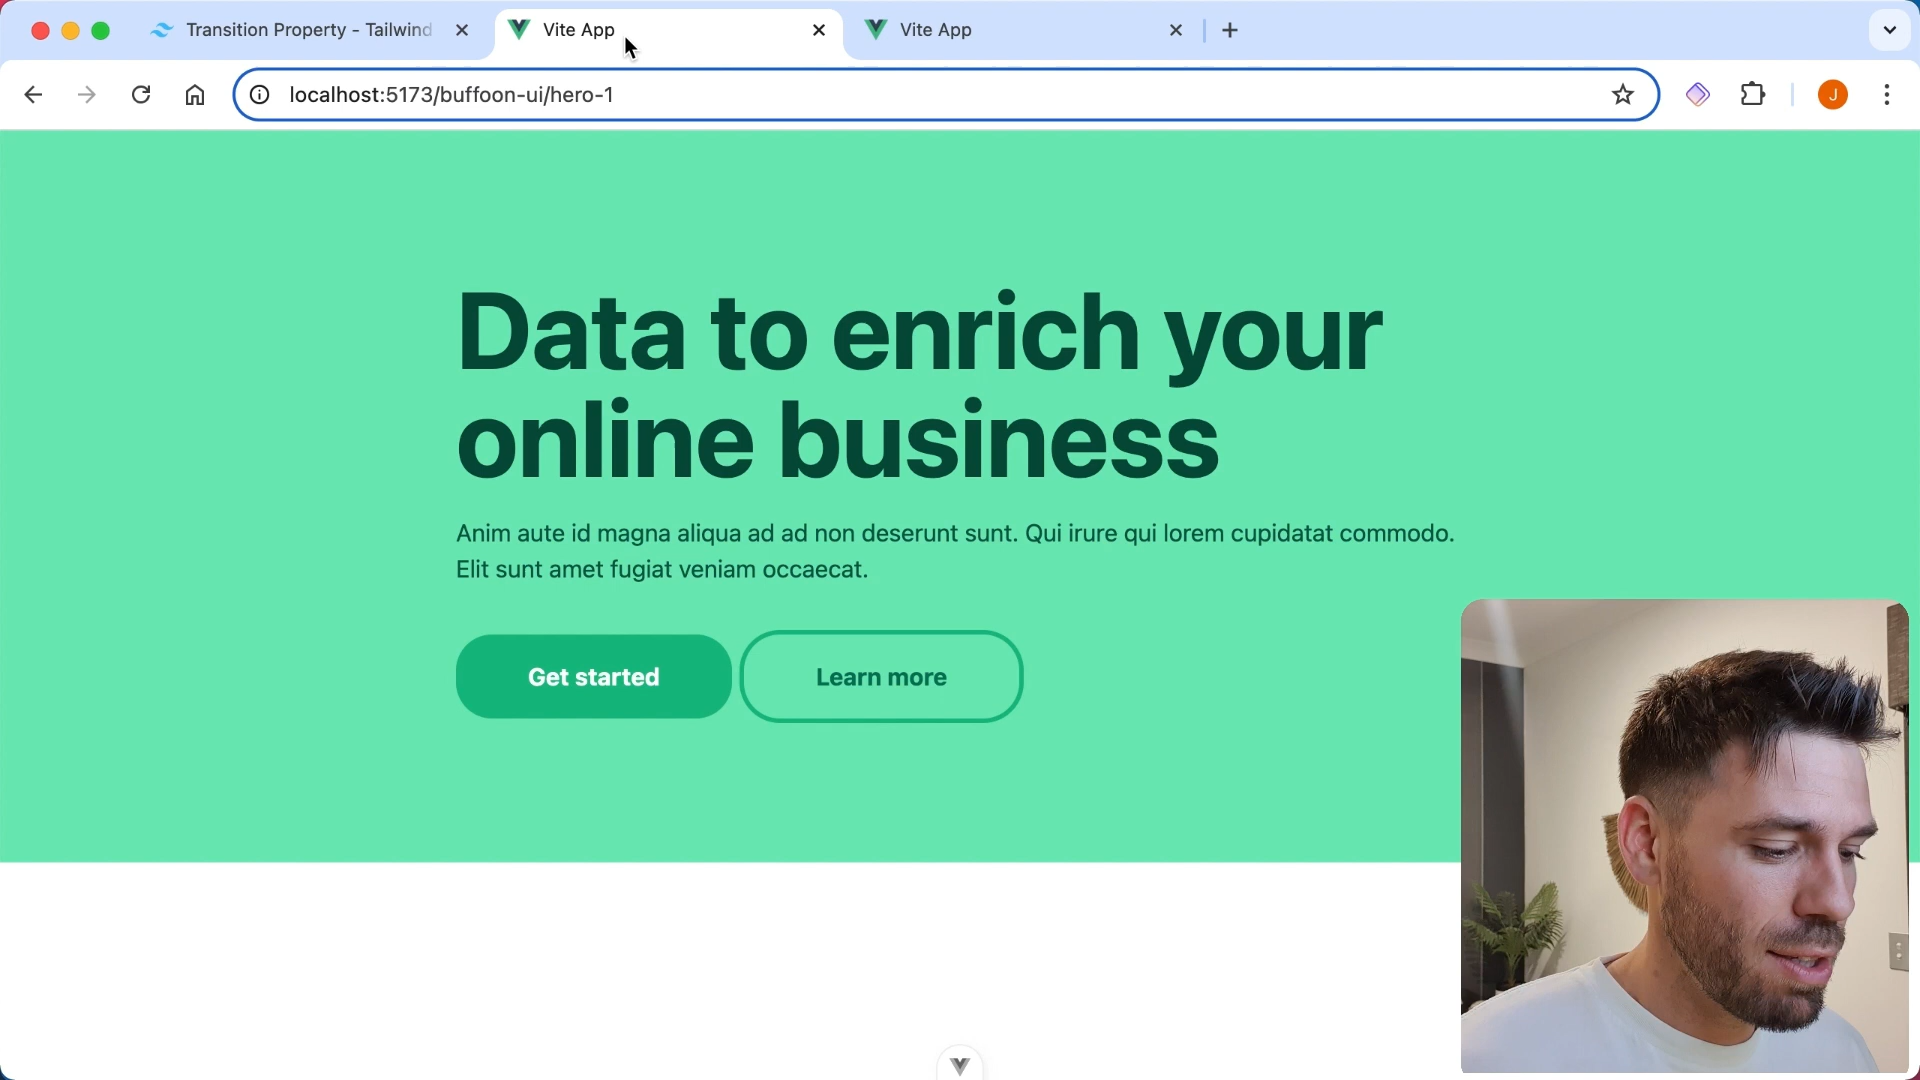 Transition Property - Tailwind
Vite App
Vite App
localhost:5173/buffoon-ui/hero-1
J
Data to enrich your
online business
Anim aute id magna aliqua ad ad non deserunt sunt. Qui irure qui lorem cupidatat commodo.
Elit sunt amet fugiat veniam occaecat.
Get started
Learn more